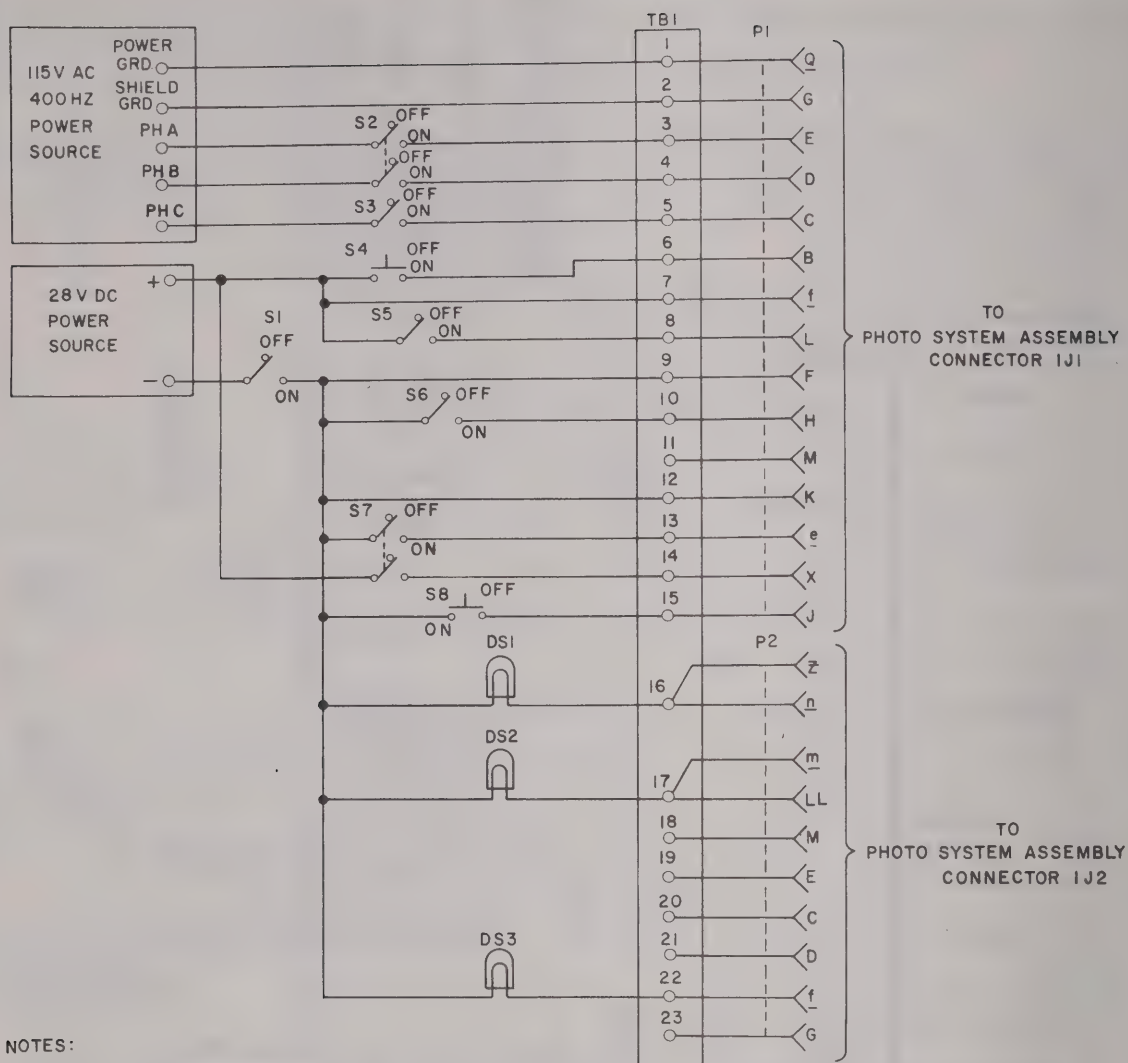 115V AC
400HZ
POWER
SOURCE
POWER
GRD
SHIELD
GRD
PH A
PH B
PH C
28V DC
POWER
SOURCE
+
–
S1
OFF
ON
S2
OFF
ON
OFF
ON
S3
OFF
ON
S4
OFF
ON
S5
OFF
ON
S6
OFF
ON
S7
OFF
ON
S8
OFF
ON
DS1
DS2
DS3
TB1
1
2
3
4
5
6
7
8
9
10
11
12
13
14
15
16
17
18
19
20
21
22
23
P1
Q
G
E
D
C
B
f
L
F
H
M
K
e
X
J
TO
PHOTO SYSTEM ASSEMBLY
CONNECTOR 1J1
P2
z
n
m
LL
M
E
C
D
f
G
TO
PHOTO SYSTEM ASSEMBLY
CONNECTOR 1J2
NOTES: